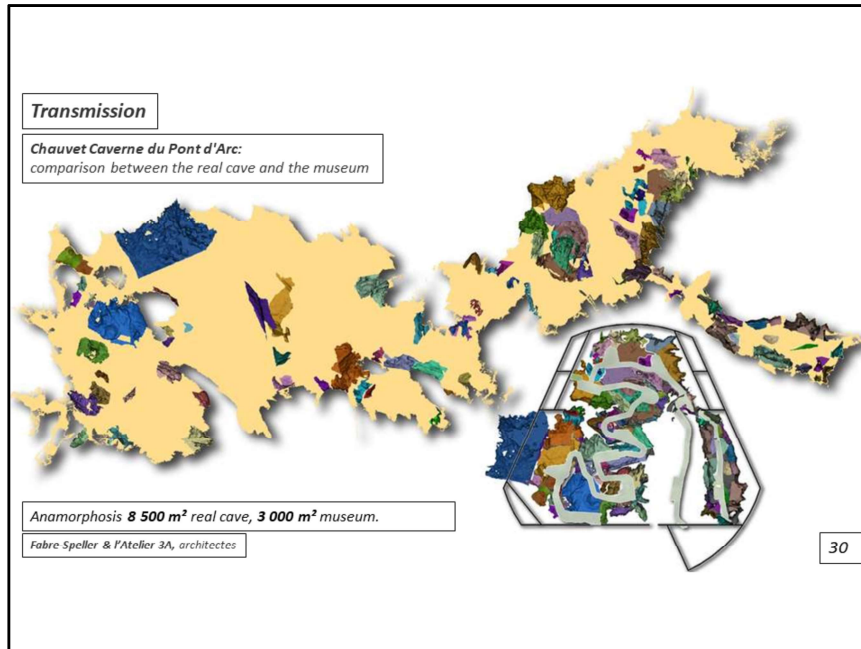 Transmission
Chauvet Caverne du Pont d'Arc:
comparison between the real cave and the museum
Anamorphosis 8 500 m² real cave, 3 000 m² museum.
Fabre Speller & l'Atelier 3A, architectes
30